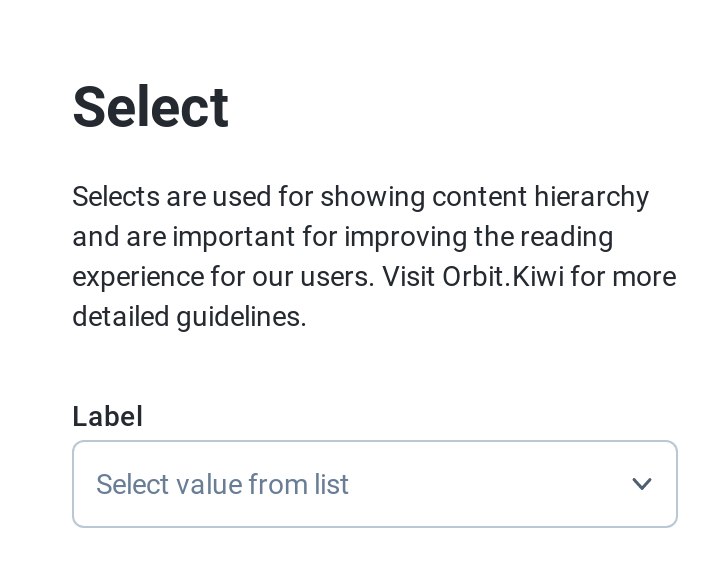 Select
Selects are used for showing content hierarchy
and are important for improving the reading
experience for our users. Visit Orbit.Kiwi for more
detailed guidelines.
Label
Select value from list